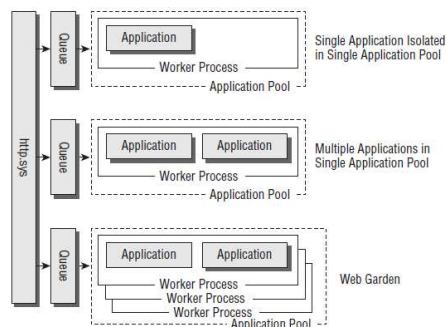 http.sys
Queue
Application
Worker Process
Application Pool
Single Application Isolated
in Single Application Pool
Queue
Application
Application
Worker Process
Application Pool
Multiple Applications in
Single Application Pool
Queue
Application
Application
Worker Process
Worker Process
Worker Process
Application Pool
Web Garden